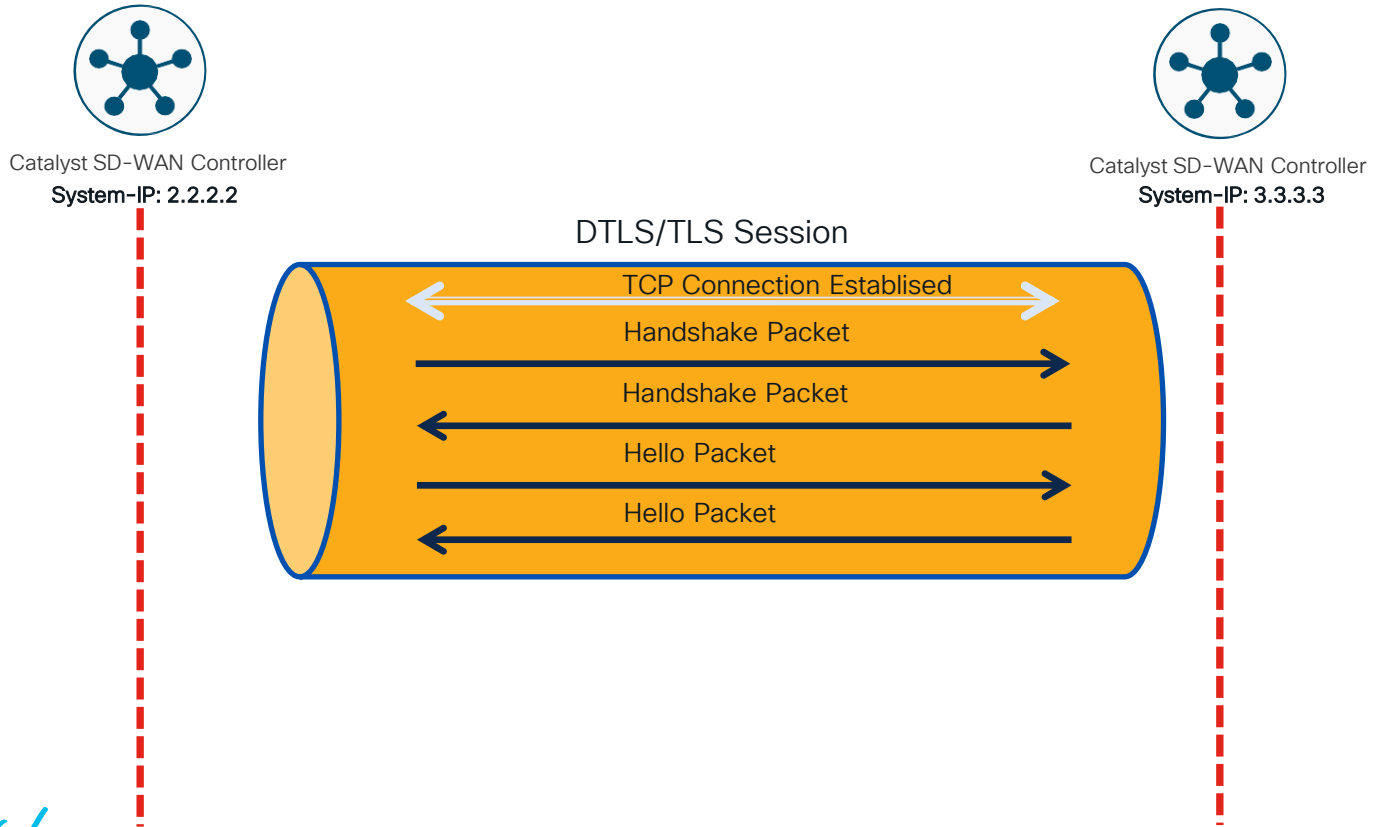 Catalyst SD-WAN Controller
System-IP: 2.2.2.2
Catalyst SD-WAN Controller
System-IP: 3.3.3.3
DTLS/TLS Session
TCP Connection Establised
Handshake Packet
Handshake Packet
Hello Packet
Hello Packet